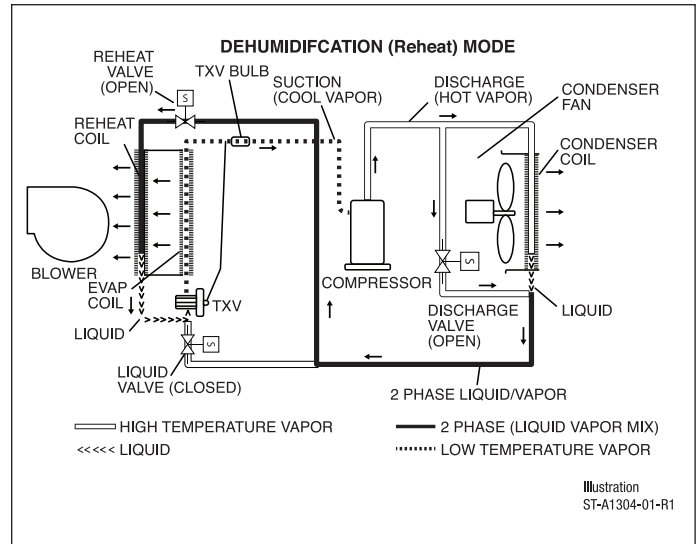 DEHUMIDIFCATION (Reheat) MODE
REHEAT
VALVE
(OPEN)
TXV BULB
SUCTION
(COOL VAPOR)
DISCHARGE
(HOT VAPOR)
CONDENSER
FAN
REHEAT
COIL
CONDENSER
COIL
S
S
S
BLOWER
EVAP
COIL
TXV
COMPRESSOR
LIQUID
DISCHARGE
VALVE
(OPEN)
LIQUID
LIQUID
VALVE (CLOSED)
2 PHASE LIQUID/VAPOR
HIGH TEMPERATURE VAPOR
2 PHASE (LIQUID VAPOR MIX)
<<<<< LIQUID
LOW TEMPERATURE VAPOR
Illustration
ST-A1304-01-R1